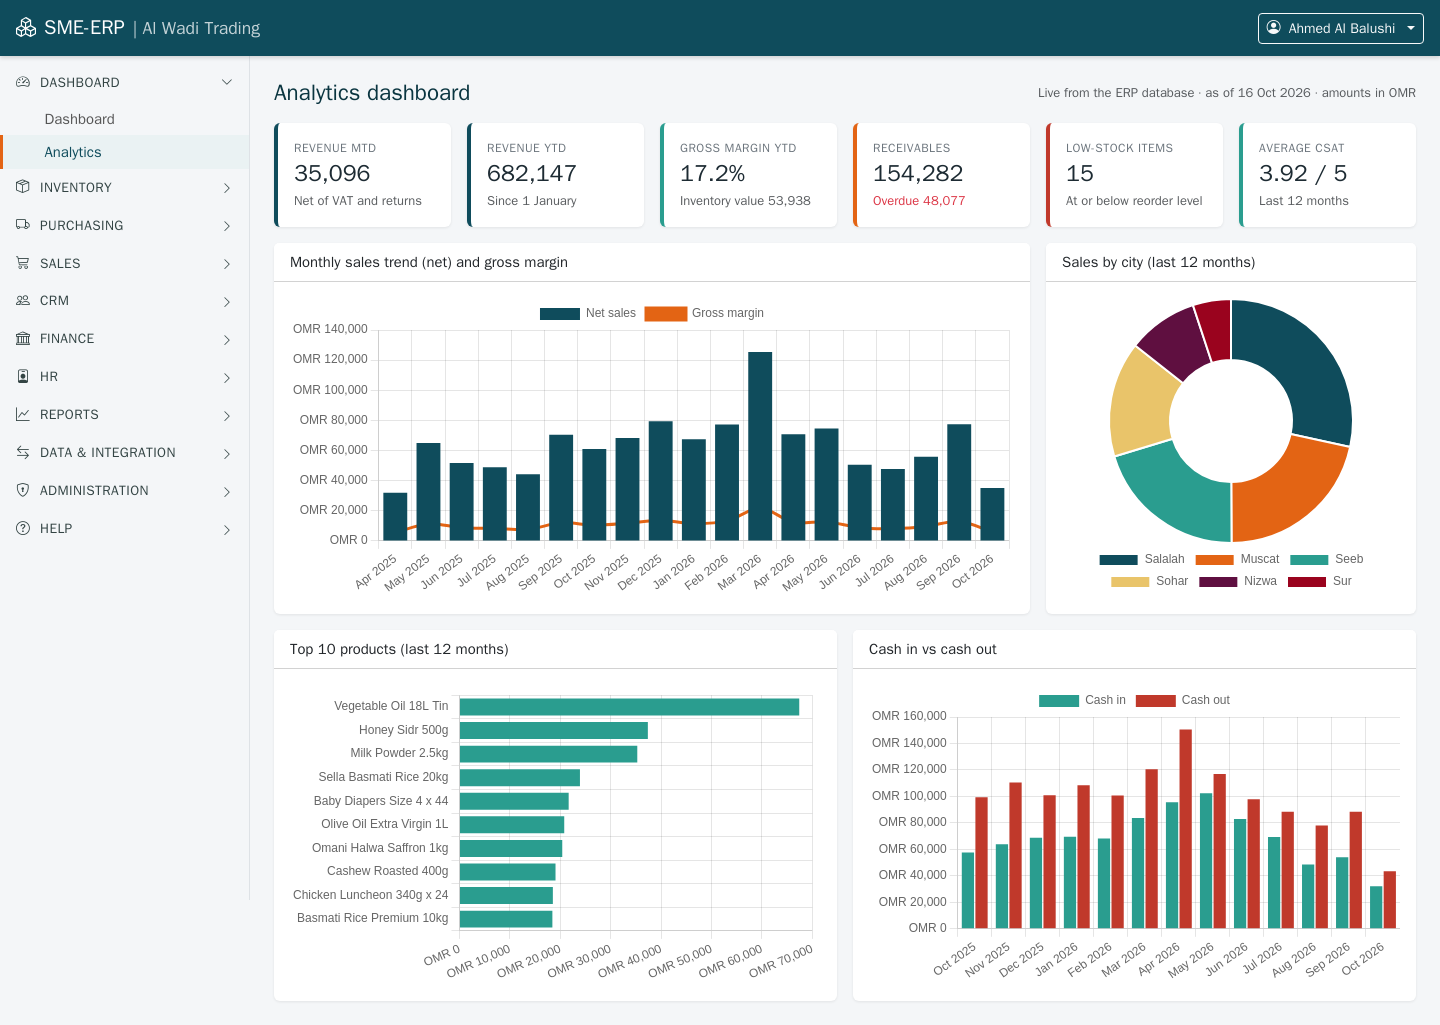 SME-ERP | Al Wadi Trading
Ahmed Al Balushi
DASHBOARD
Dashboard
Analytics
INVENTORY
PURCHASING
SALES
CRM
FINANCE
HR
REPORTS
DATA & INTEGRATION
ADMINISTRATION
HELP
Analytics dashboard
Live from the ERP database · as of 16 Oct 2026 · amounts in OMR
REVENUE MTD
35,096
Net of VAT and returns
REVENUE YTD
682,147
Since 1 January
GROSS MARGIN YTD
17.2%
Inventory value 53,938
RECEIVABLES
154,282
Overdue 48,077
LOW-STOCK ITEMS
15
At or below reorder level
AVERAGE CSAT
3.92 / 5
Last 12 months
Monthly sales trend (net) and gross margin
Net sales
Gross margin
OMR 140,000
OMR 120,000
OMR 100,000
OMR 80,000
OMR 60,000
OMR 40,000
OMR 20,000
OMR 0
Apr 2025
May 2025
Jun 2025
Jul 2025
Aug 2025
Sep 2025
Oct 2025
Nov 2025
Dec 2025
Jan 2026
Feb 2026
Mar 2026
Apr 2026
May 2026
Jun 2026
Jul 2026
Aug 2026
Sep 2026
Oct 2026
Sales by city (last 12 months)
Salalah
Muscat
Seeb
Sohar
Nizwa
Sur
Top 10 products (last 12 months)
Vegetable Oil 18L Tin
Honey Sidr 500g
Milk Powder 2.5kg
Sella Basmati Rice 20kg
Baby Diapers Size 4 x 44
Olive Oil Extra Virgin 1L
Omani Halwa Saffron 1kg
Cashew Roasted 400g
Chicken Luncheon 340g x 24
Basmati Rice Premium 10kg
OMR 0
OMR 10,000
OMR 20,000
OMR 30,000
OMR 40,000
OMR 50,000
OMR 60,000
OMR 70,000
Cash in vs cash out
Cash in
Cash out
OMR 160,000
OMR 140,000
OMR 120,000
OMR 100,000
OMR 80,000
OMR 60,000
OMR 40,000
OMR 20,000
OMR 0
Oct 2025
Nov 2025
Dec 2025
Jan 2026
Feb 2026
Mar 2026
Apr 2026
May 2026
Jun 2026
Jul 2026
Aug 2026
Sep 2026
Oct 2026